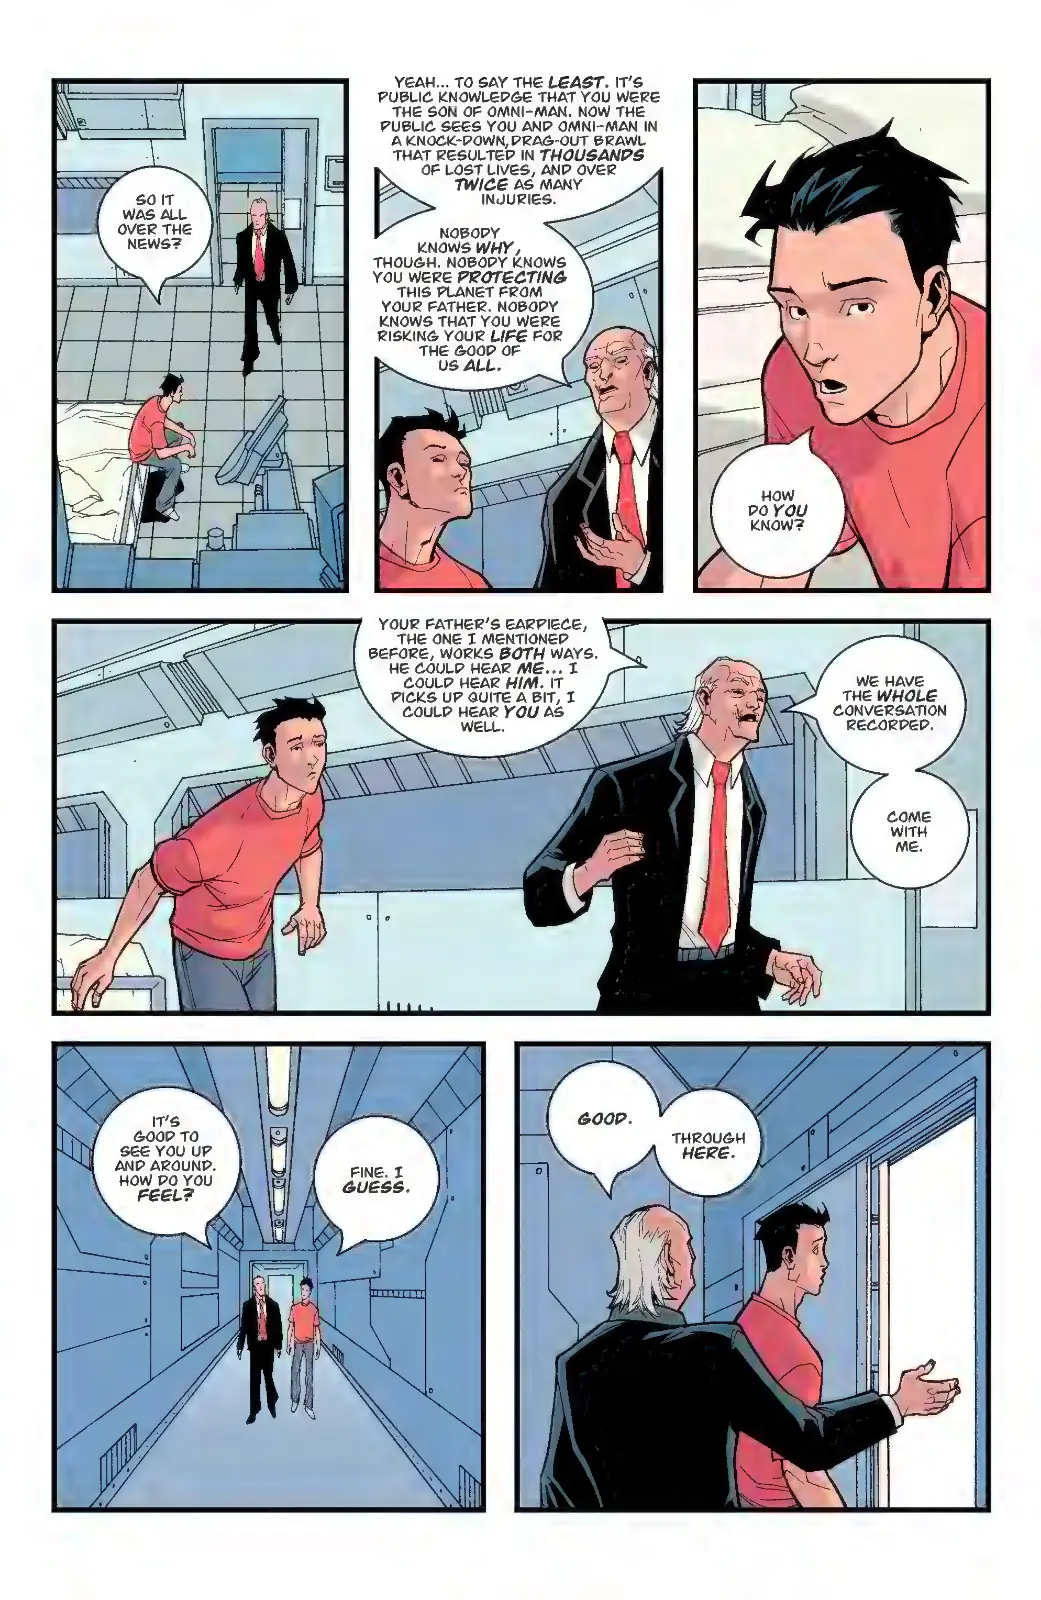 SO IT
WAS ALL
OVER THE
NEWS?
YEAH... TO SAY THE LEAST. IT'S
PUBLIC KNOWLEDGE THAT YOU WERE
THE SON OF OMNI-MAN. NOW THE
PUBLIC SEES YOU AND OMNI-MAN IN
A KNOCK-DOWN, DRAG-OUT BRAWL
THAT RESULTED IN THOUSANDS
OF LOST LIVES, AND OVER
TWICE AS MANY
INJURIES.
NOBODY
KNOWS WHY,
THOUGH. NOBODY KNOWS
YOU WERE PROTECTING
THIS PLANET FROM
YOUR FATHER. NOBODY
KNOWS THAT YOU WERE
RISKING YOUR LIFE FOR
THE GOOD OF
US ALL.
HOW
DO YOU
KNOW?
YOUR FATHER'S EARPIECE,
THE ONE I MENTIONED
BEFORE, WORKS BOTH WAYS.
HE COULD HEAR ME... I
COULD HEAR HIM. IT
PICKS UP QUITE A BIT, I
COULD HEAR YOU AS
WELL.
WE HAVE
THE WHOLE
CONVERSATION
RECORDED.
COME
WITH
ME.
IT'S
GOOD TO
SEE YOU UP
AND AROUND.
HOW DO YOU
FEEL?
FINE. I
GUESS.
GOOD.
THROUGH
HERE.